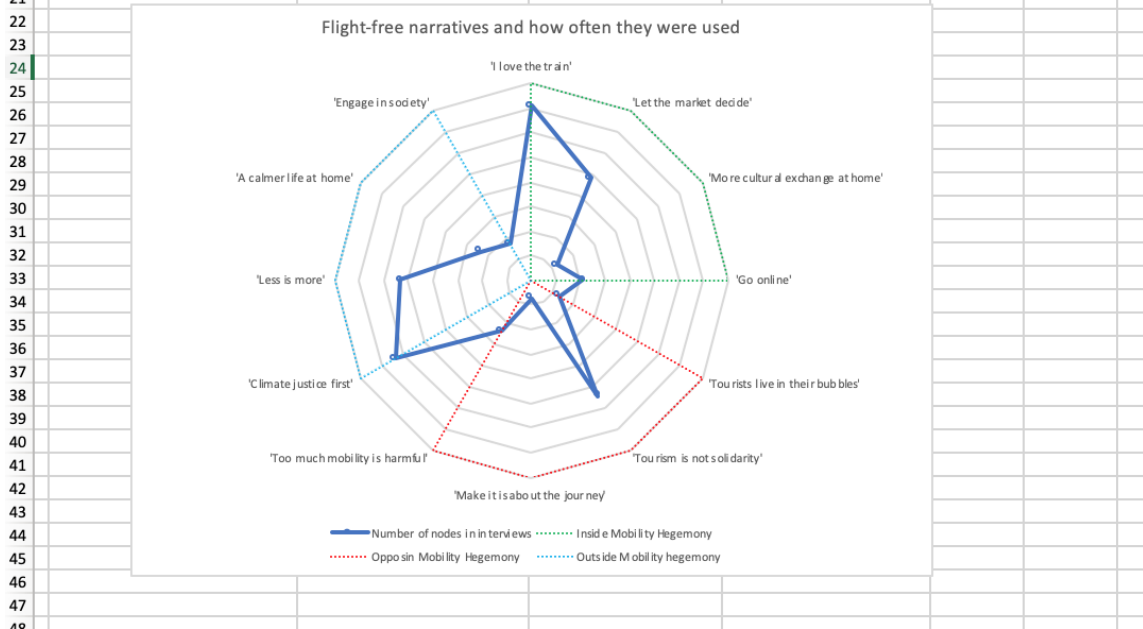 21
22
23
24
25
26
27
28
29
30
31
32
33
34
35
36
37
38
39
40
41
42
43
44
45
46
47
48
Flight-free narratives and how often they were used
'I love the train'
'Let the market decide'
'More cultural exchange at home'
'Go online'
'Tourists live in their bubbles'
'Tourism is not solidarity'
'Make it is about the journey'
'Too much mobility is harmful'
'Climate justice first'
'Less is more'
'A calmer life at home'
'Engage in society'
Number of nodes in interviews
Inside Mobility Hegemony
Opposin Mobility Hegemony
Outside Mobility hegemony